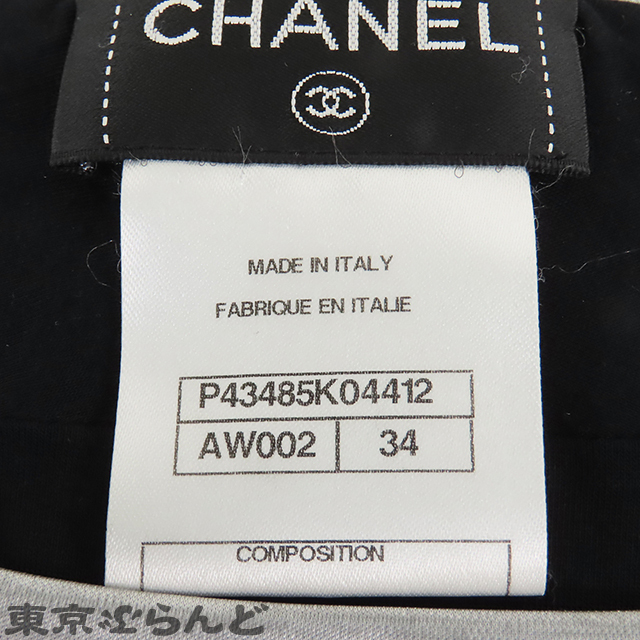 CHANEL
MADE IN ITALY
FABRIQUE EN ITALIE
P43485K04412
AW002 34
COMPOSITION
東京ぶらんど